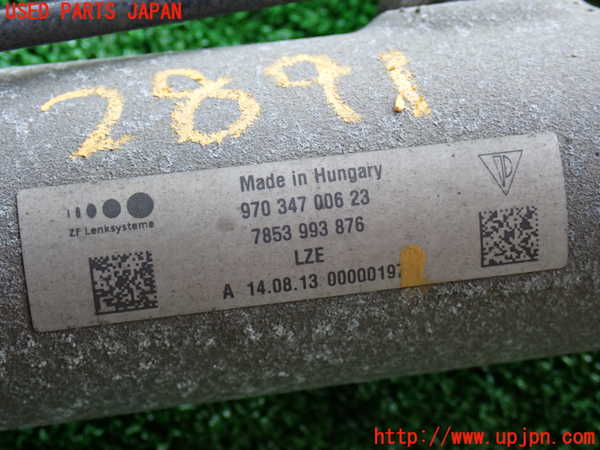 USED PARTS JAPAN
2891
Made in Hungary
970 347 006 23
7853 993 876
LZE
A 14.08.13 0000019
ZF Lenksysteme
http://www.upjpn.com/